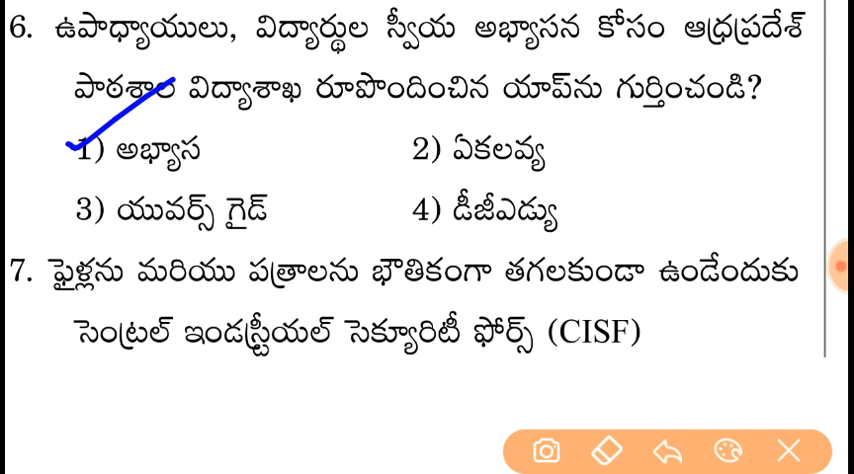 6. ఉపాధ్యాయులు, విద్యార్థుల స్వీయ అభ్యాసన కోసం ఆధ్రప్రదేశ్
పాఠశాల విద్యాశాఖ రూపొందించిన యాప్‌ను గుర్తించండి?
1) అభ్యాస 2) ఏకలవ్య
3) యువర్స్ గైడ్ 4) డీజీవిడ్యు
7. ఫైళ్లను మరియు పత్రాలను భౌతికంగా తగలకుండా ఉండేందుకు
సెంట్రల్ ఇండస్ట్రీయల్ సెక్యూరిటీ ఫోర్స్ (CISF)